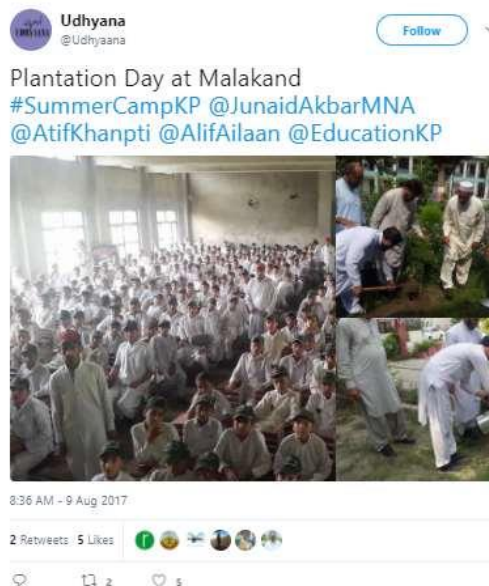 Udhyana
@Udhyaana
Follow
Plantation Day at Malakand
#SummerCampKP @JunaidAkbarMNA
@AtifKhanpti @AlifAilaan @EducationKP
8:36 AM - 9 Aug 2017
2 Retweets 5 Likes
2 5